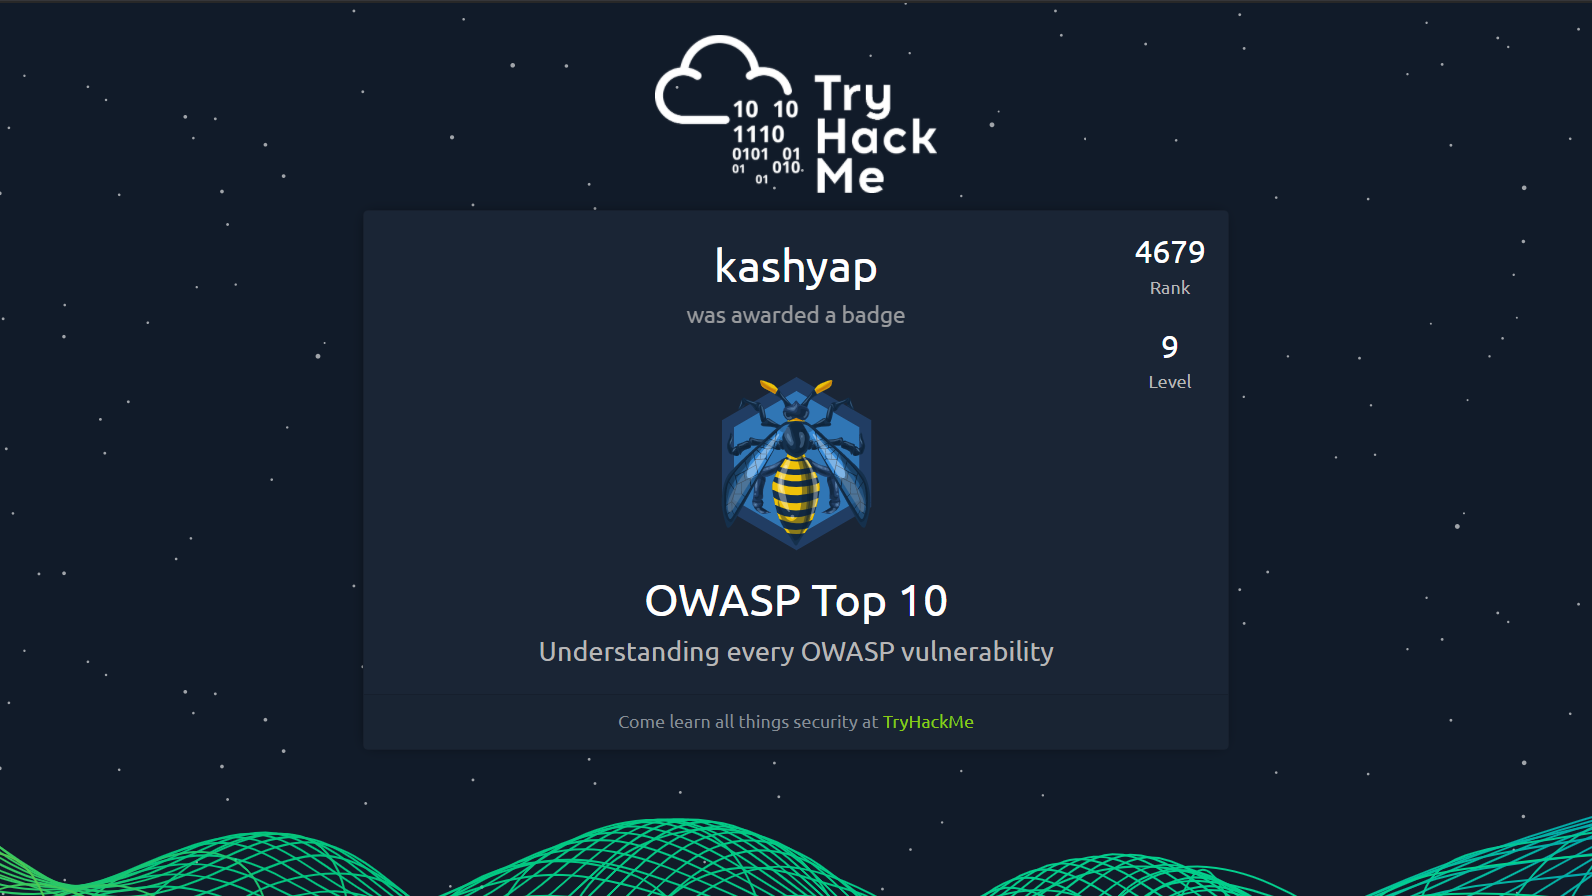 Try
Hack
Me
10 10
1110
0101 01
01 010
01
kashyap
was awarded a badge
4679
Rank
9
Level
OWASP Top 10
Understanding every OWASP vulnerability
Come learn all things security at TryHackMe